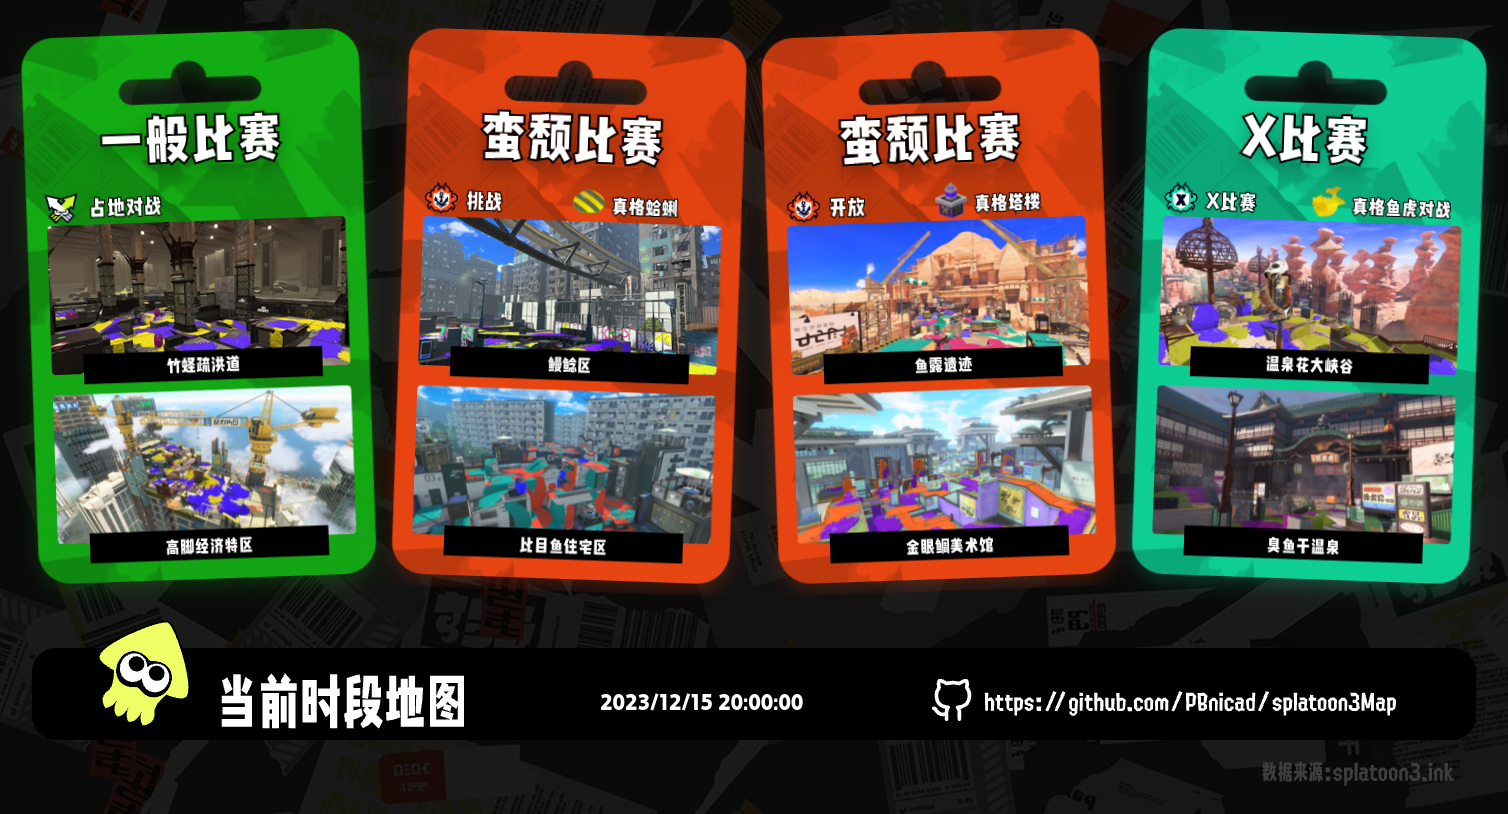 一般比赛
占地对战
竹蛏疏洪道
高脚经济特区
蛮颓比赛
挑战
真格蛤蜊
鳗鲶区
比目鱼住宅区
蛮颓比赛
开放
真格塔楼
鱼露遗迹
金眼鲷美术馆
X比赛
X比赛
真格鱼虎对战
温泉花大峡谷
臭鱼干温泉
当前时段地图
2023/12/15 20:00:00
https://github.com/PBnicad/splatoon3Map
数据来源:splatoon3.ink